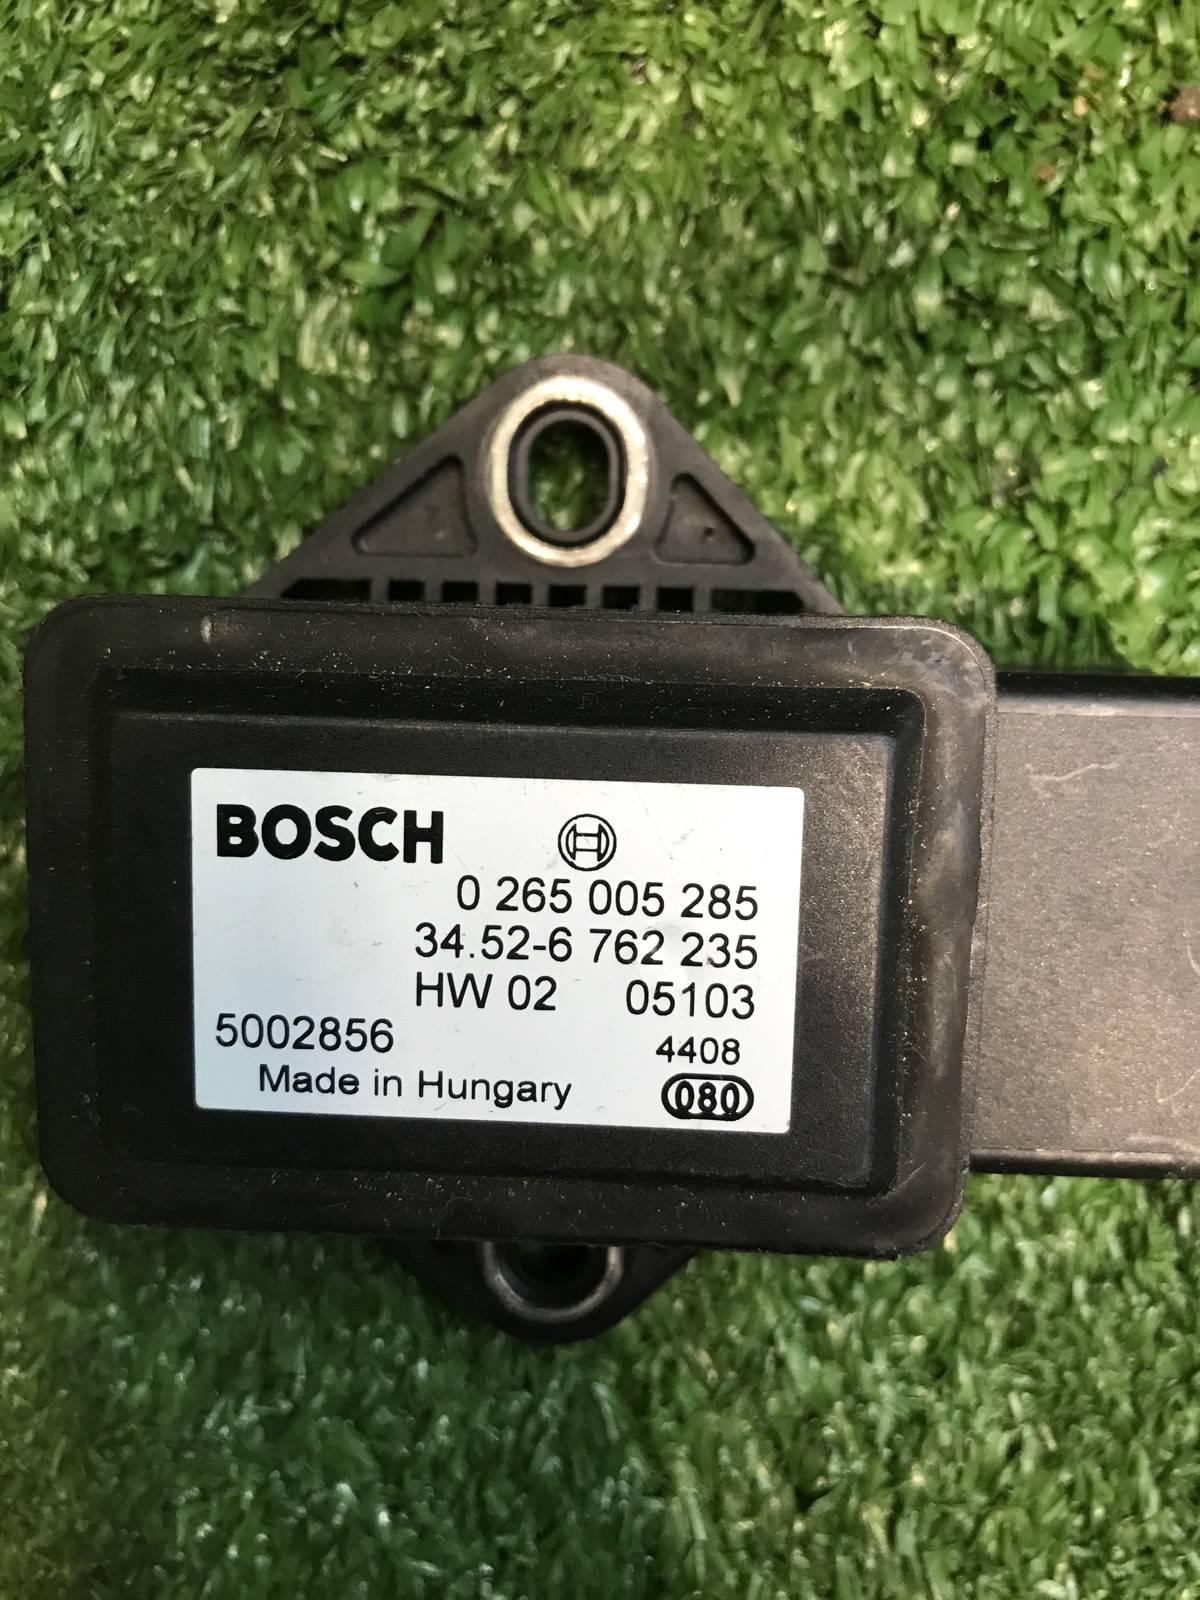 BOSCH
0 265 005 285
34.52-6 762 235
HW 02 05103
5002856 4408
Made in Hungary 080